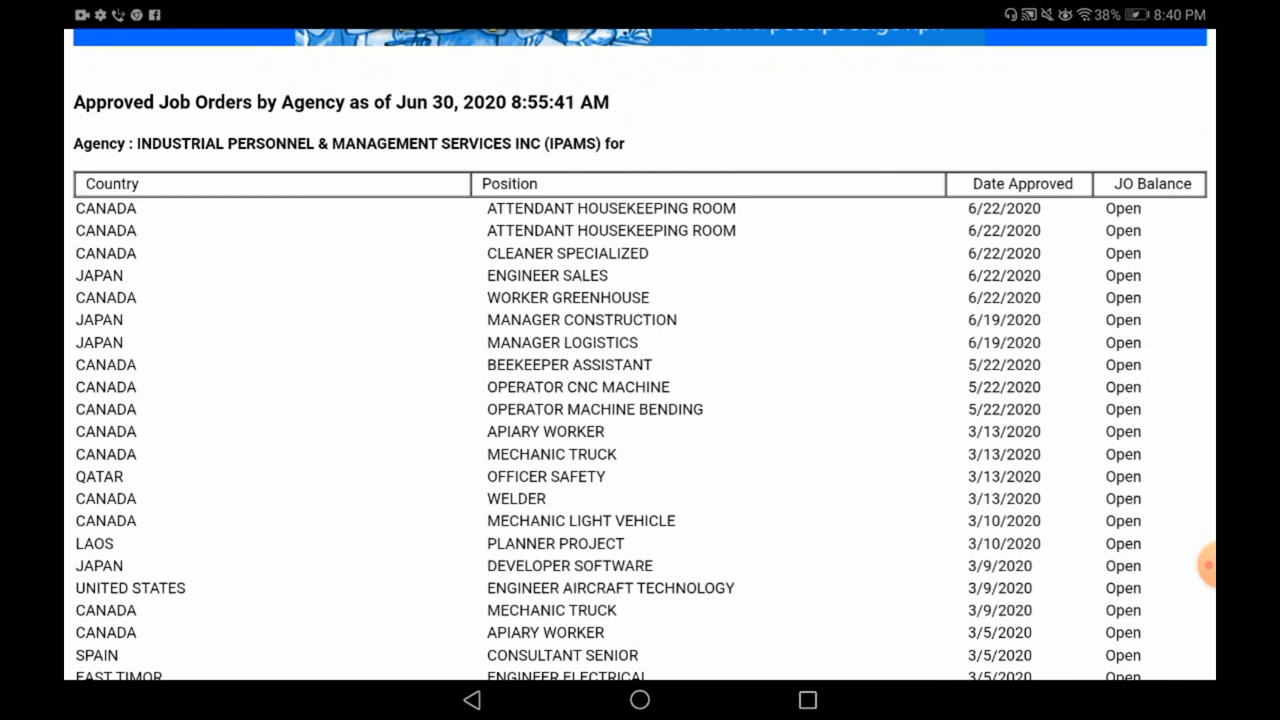 38% 8:40 PM
Approved Job Orders by Agency as of Jun 30, 2020 8:55:41 AM
Agency : INDUSTRIAL PERSONNEL & MANAGEMENT SERVICES INC (IPAMS) for
Country Position Date Approved JO Balance
CANADA ATTENDANT HOUSEKEEPING ROOM 6/22/2020 Open
CANADA ATTENDANT HOUSEKEEPING ROOM 6/22/2020 Open
CANADA CLEANER SPECIALIZED 6/22/2020 Open
JAPAN ENGINEER SALES 6/22/2020 Open
CANADA WORKER GREENHOUSE 6/22/2020 Open
JAPAN MANAGER CONSTRUCTION 6/19/2020 Open
JAPAN MANAGER LOGISTICS 6/19/2020 Open
CANADA BEEKEEPER ASSISTANT 5/22/2020 Open
CANADA OPERATOR CNC MACHINE 5/22/2020 Open
CANADA OPERATOR MACHINE BENDING 5/22/2020 Open
CANADA APIARY WORKER 3/13/2020 Open
CANADA MECHANIC TRUCK 3/13/2020 Open
QATAR OFFICER SAFETY 3/13/2020 Open
CANADA WELDER 3/13/2020 Open
CANADA MECHANIC LIGHT VEHICLE 3/10/2020 Open
LAOS PLANNER PROJECT 3/10/2020 Open
JAPAN DEVELOPER SOFTWARE 3/9/2020 Open
UNITED STATES ENGINEER AIRCRAFT TECHNOLOGY 3/9/2020 Open
CANADA MECHANIC TRUCK 3/9/2020 Open
CANADA APIARY WORKER 3/5/2020 Open
SPAIN CONSULTANT SENIOR 3/5/2020 Open
EAST TIMOR ENGINEER ELECTRICAL 3/5/2020 Open